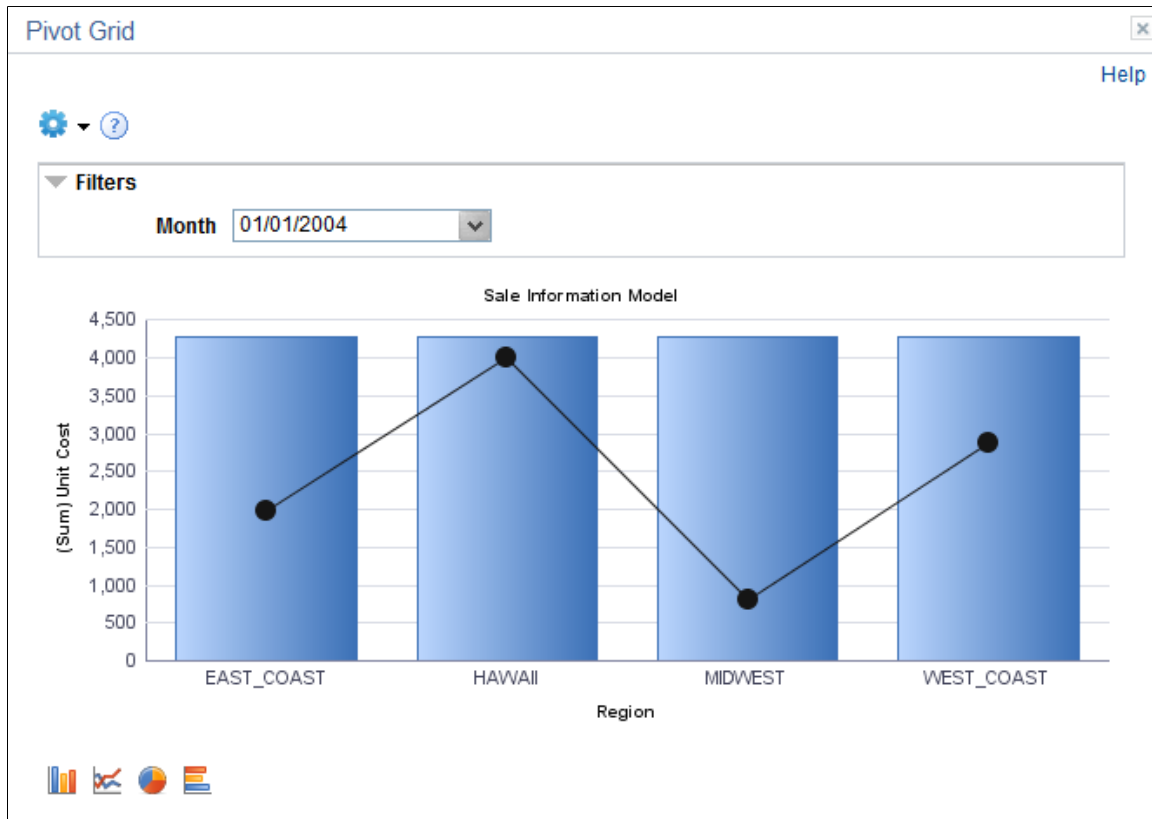 Pivot Grid
Help
Filters
Month 01/01/2004
Sale Information Model
4,500
4,000
3,500
3,000
2,500
2,000
1,500
1,000
500
0
(Sum) Unit Cost
EAST_COAST HAWAII MIDWEST WEST_COAST
Region